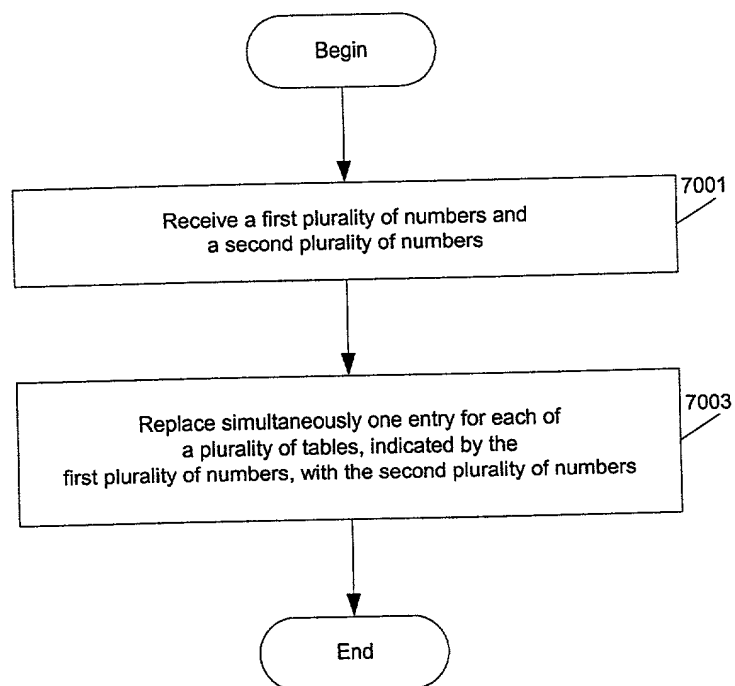 Begin
7001
Receive a first plurality of numbers and
a second plurality of numbers
7003
Replace simultaneously one entry for each of
a plurality of tables, indicated by the
first plurality of numbers, with the second plurality of numbers
End